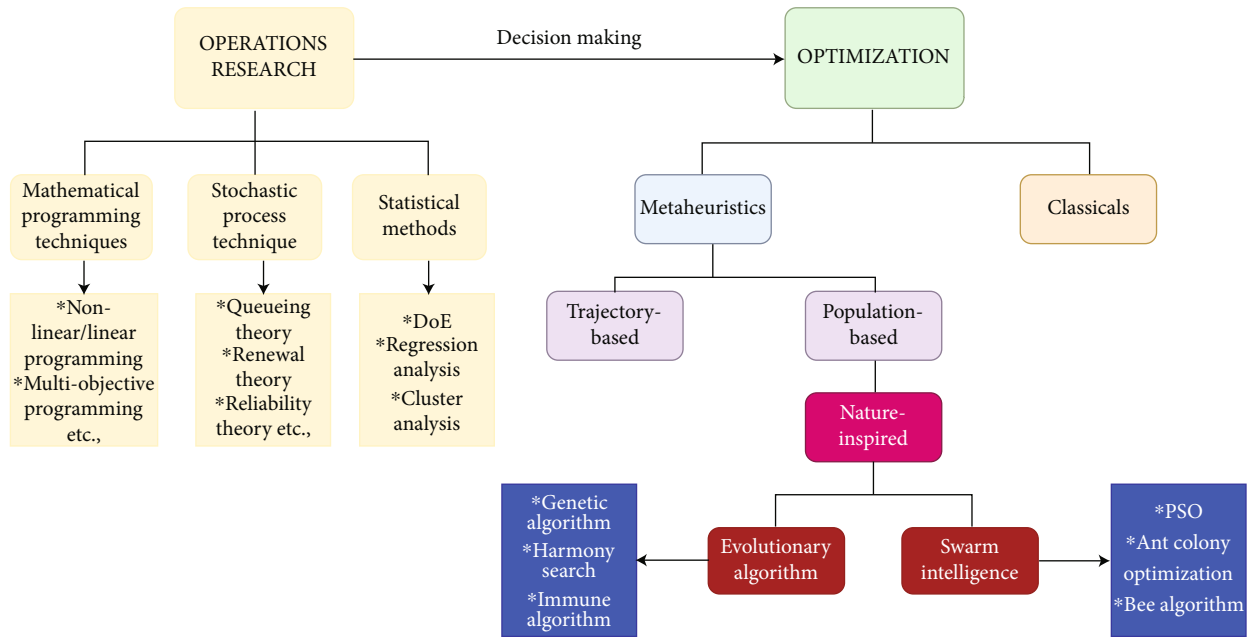 OPERATIONS
RESEARCH
Decision making
OPTIMIZATION
Mathematical
programming
techniques
Stochastic
process
technique
Statistical
methods
Metaheuristics
Classicals
*Non-
linear/linear
programming
*Multi-objective
programming
etc.,
*Queueing
theory
*Renewal
theory
*Reliability
theory etc.,
*DoE
*Regression
analysis
*Cluster
analysis
Trajectory-
based
Population-
based
Nature-
inspired
*Genetic
algorithm
*Harmony
search
*Immune
algorithm
Evolutionary
algorithm
Swarm
intelligence
*PSO
*Ant colony
optimization
*Bee algorithm